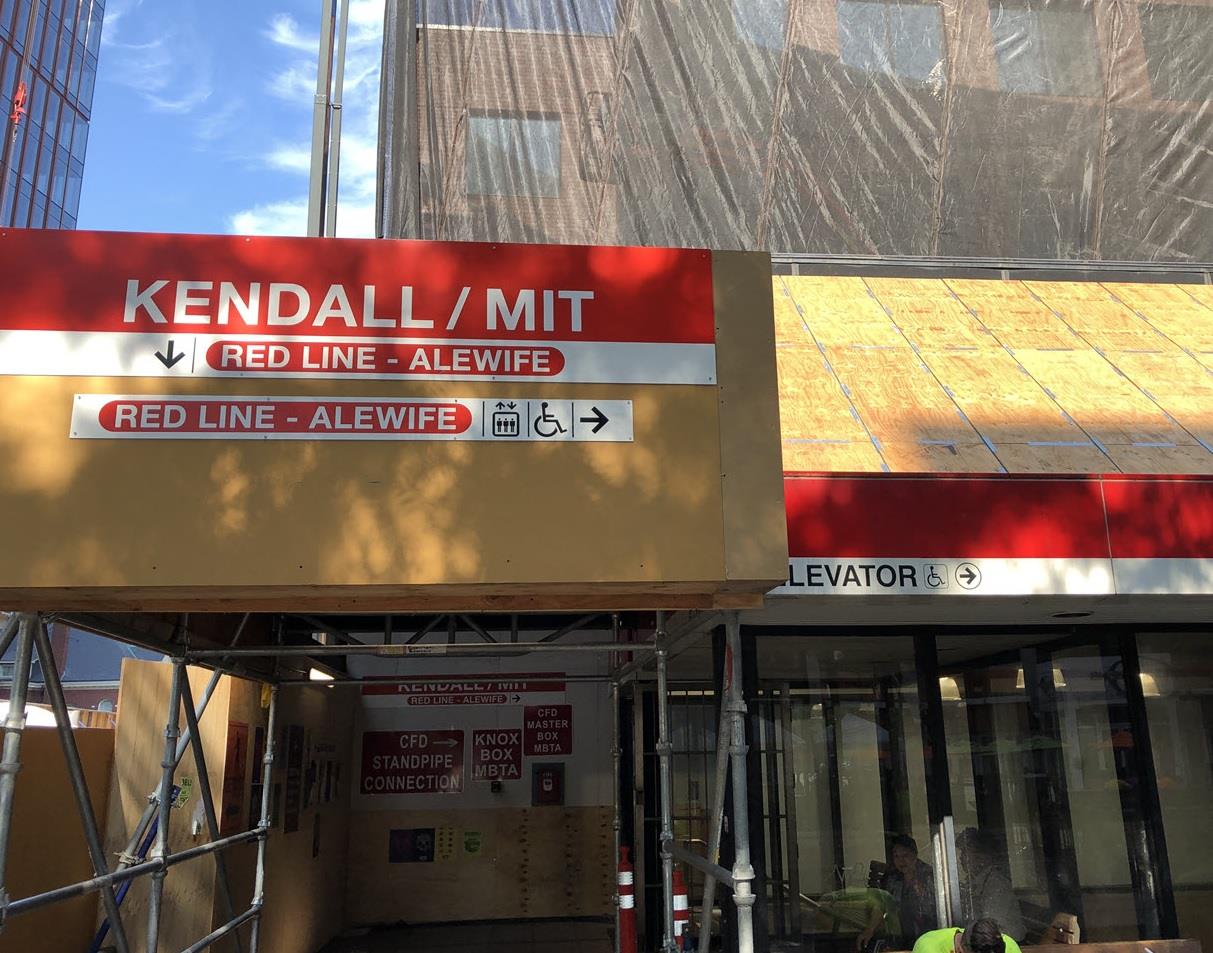 KENDALL / MIT
↓ RED LINE - ALEWIFE
RED LINE - ALEWIFE →
LEVATOR →
KENDALL / MIT
RED LINE - ALEWIFE →
CFD →
STANDPIPE
CONNECTION
KNOX
BOX
MBTA
CFD
MASTER
BOX
MBTA